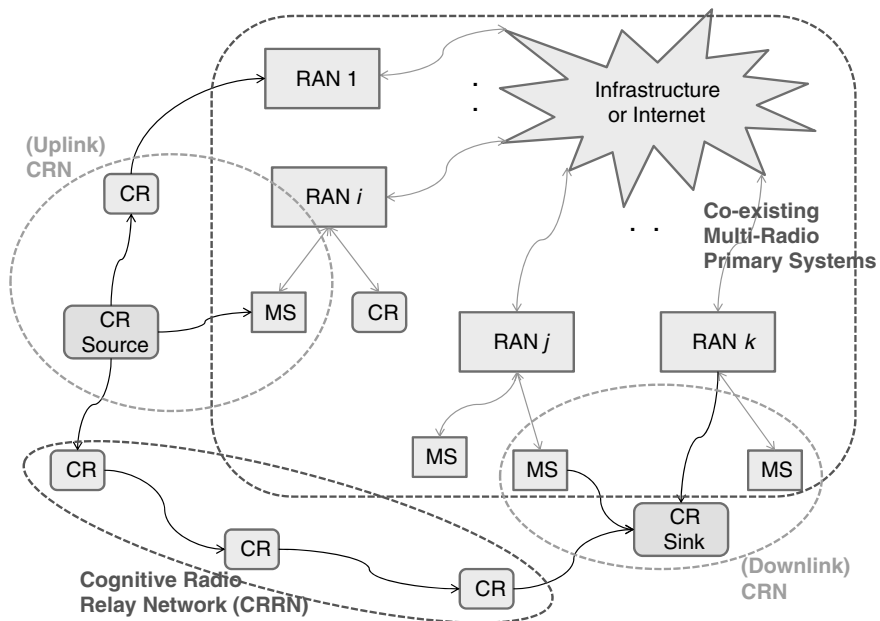 RAN 1
Infrastructure
or Internet
(Uplink)
CRN
CR
RAN i
Co-existing
Multi-Radio
Primary Systems
MS
CR
CR
Source
RAN j
RAN k
MS
MS
MS
CR
CR
Sink
CR
CR
(Downlink)
CRN
Cognitive Radio
Relay Network (CRRN)